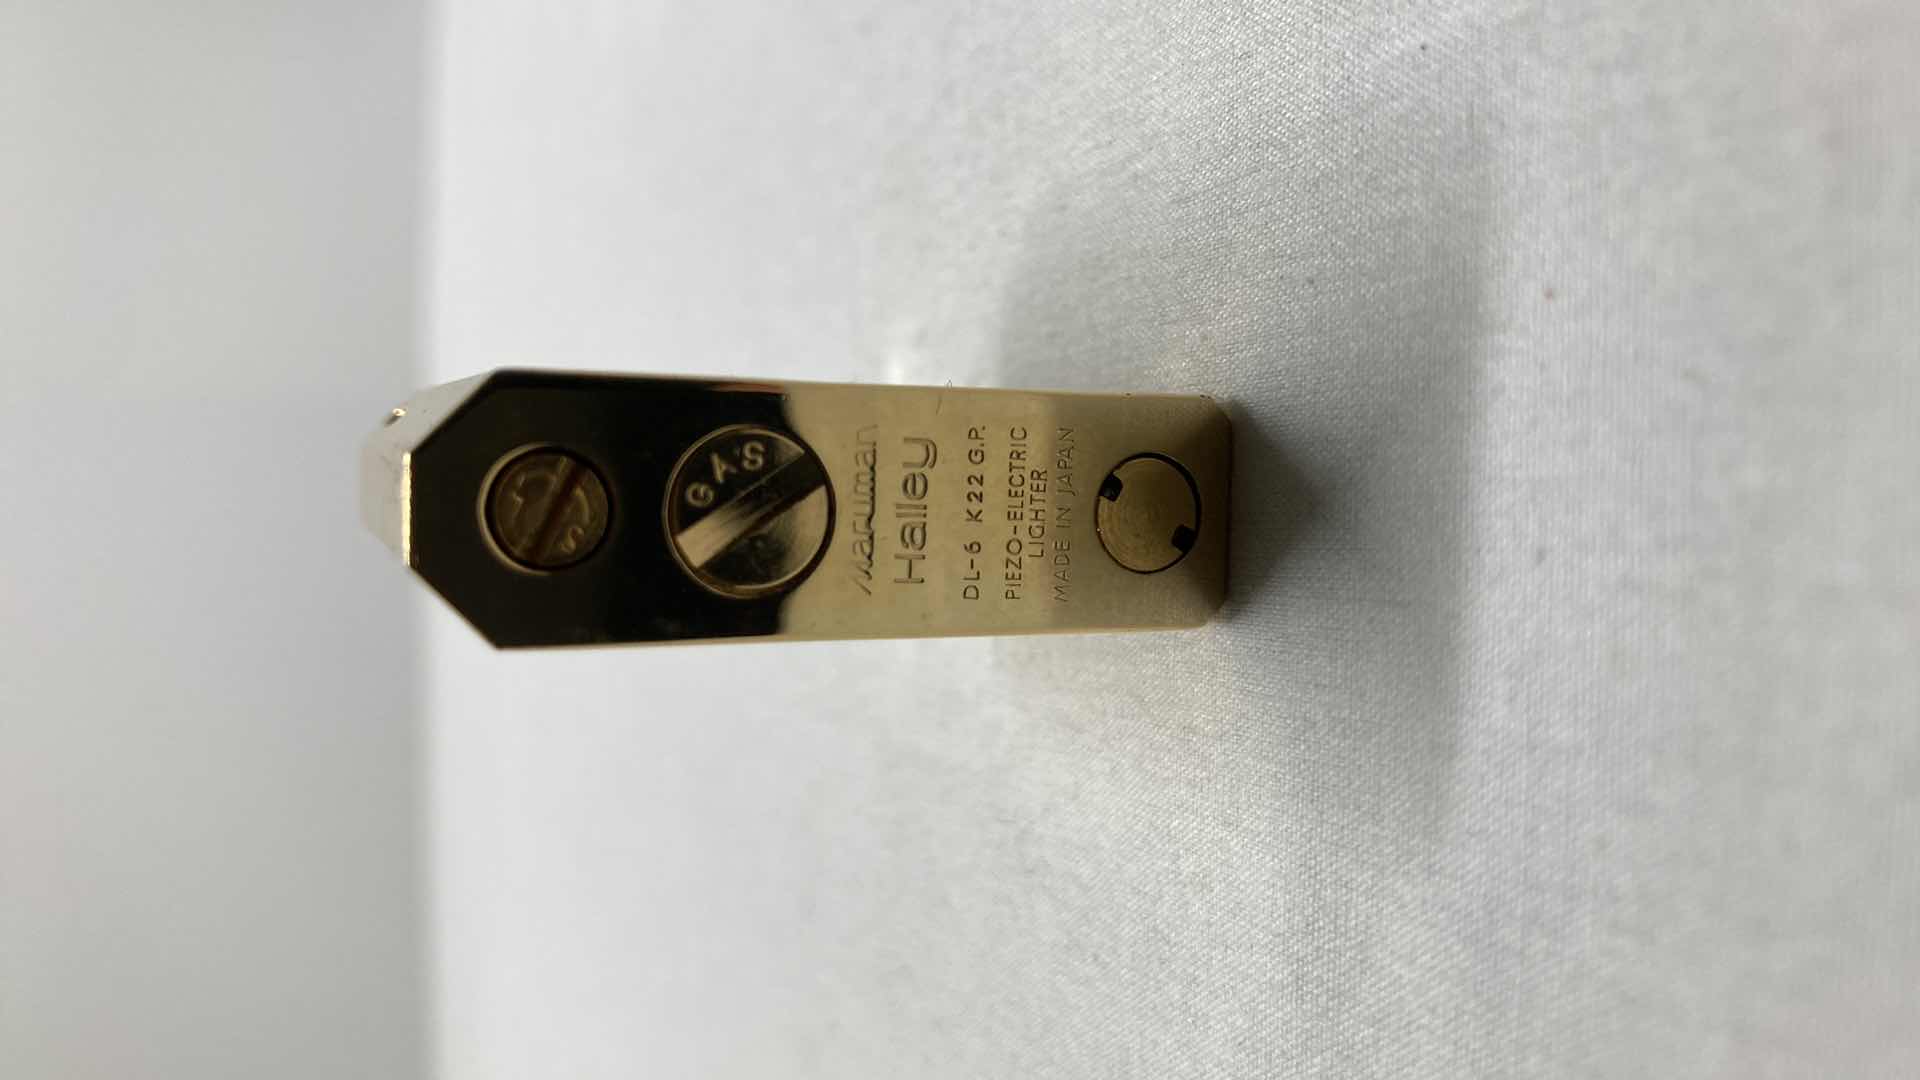 GAS
maruman
Halley
DL-6 K22 G.P.
PIEZO-ELECTRIC
LIGHTER
MADE IN JAPAN